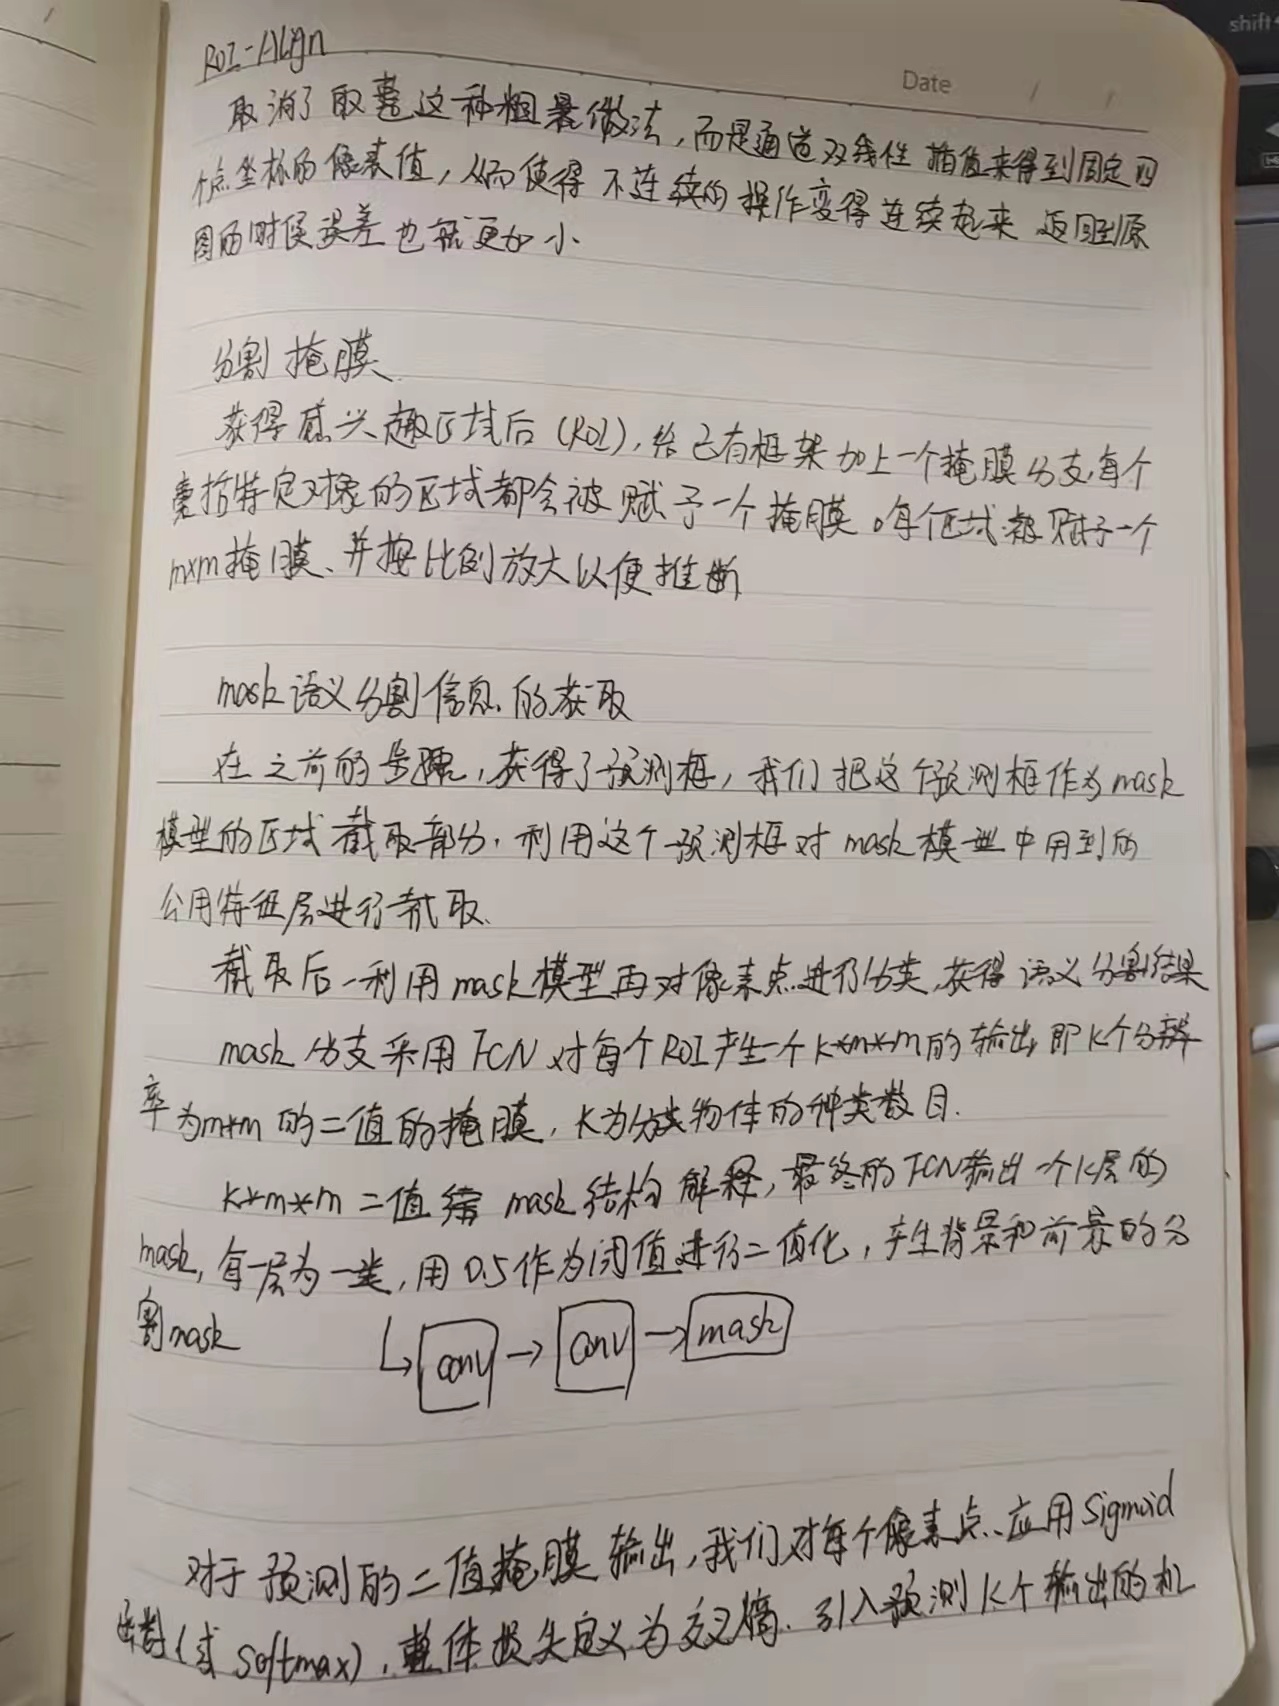 shift
Date / /
ROI-Align
取消了取整这种粗暴做法，而是通道双线性插值来得到固定四
个点坐标的像素值，从而使得不连续的操作变得连续起来，返回到原
图的时候误差也就更加小
分割掩膜
获得感兴趣区域后（ROI），给已有框架加上一个掩膜分支，每个
囊括特定对象的区域都会被赋予一个掩膜。每个区域都赋予一个
m×m掩膜、并按比例放大以便推断
mask语义分割信息的获取
在之前的步骤，获得了预测框，我们把这个预测框作为mask
模型的区域截取部分，利用这个预测框对mask模型中用到的
公用特征层进行截取.
截取后，利用mask模型再对像素点进行分类，获得语义分割结果
mask分支采用FCN对每个ROI产生一个K*m*m的输出，即K个分辨
率为m*m的二值的掩膜，K为分类物体的种类数目.
K*m*m二值 mask结构解释，最终的FCN输出一个K层的
mask，每一层为一类，用0.5作为阈值进行二值化，产生背景和前景的分
割mask
conv → conv → mask
对于预测的二值掩膜输出，我们对每个像素点、应用Sigmoid
函数（或softmax），整体损失定义为交叉熵.引入预测K个输出的机